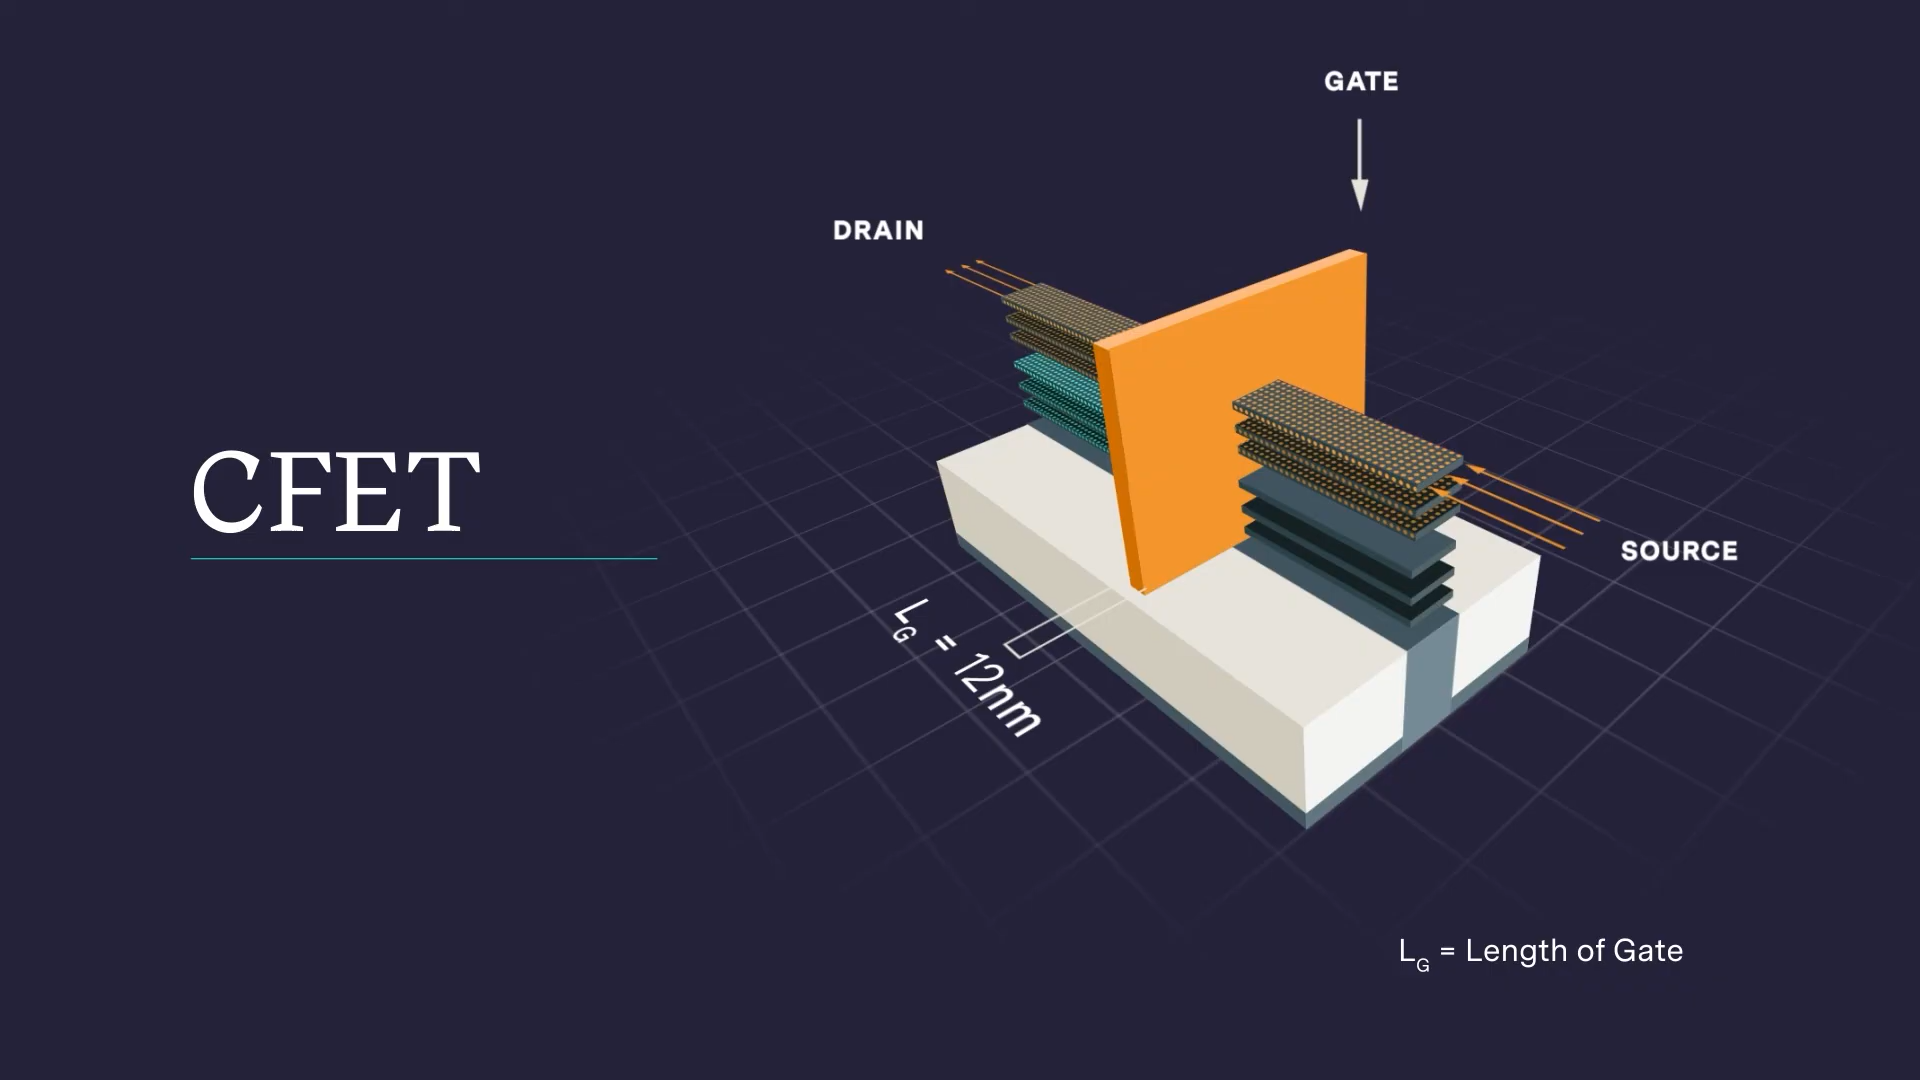 GATE
DRAIN
CFET
SOURCE
LG = 12nm
LG = Length of Gate